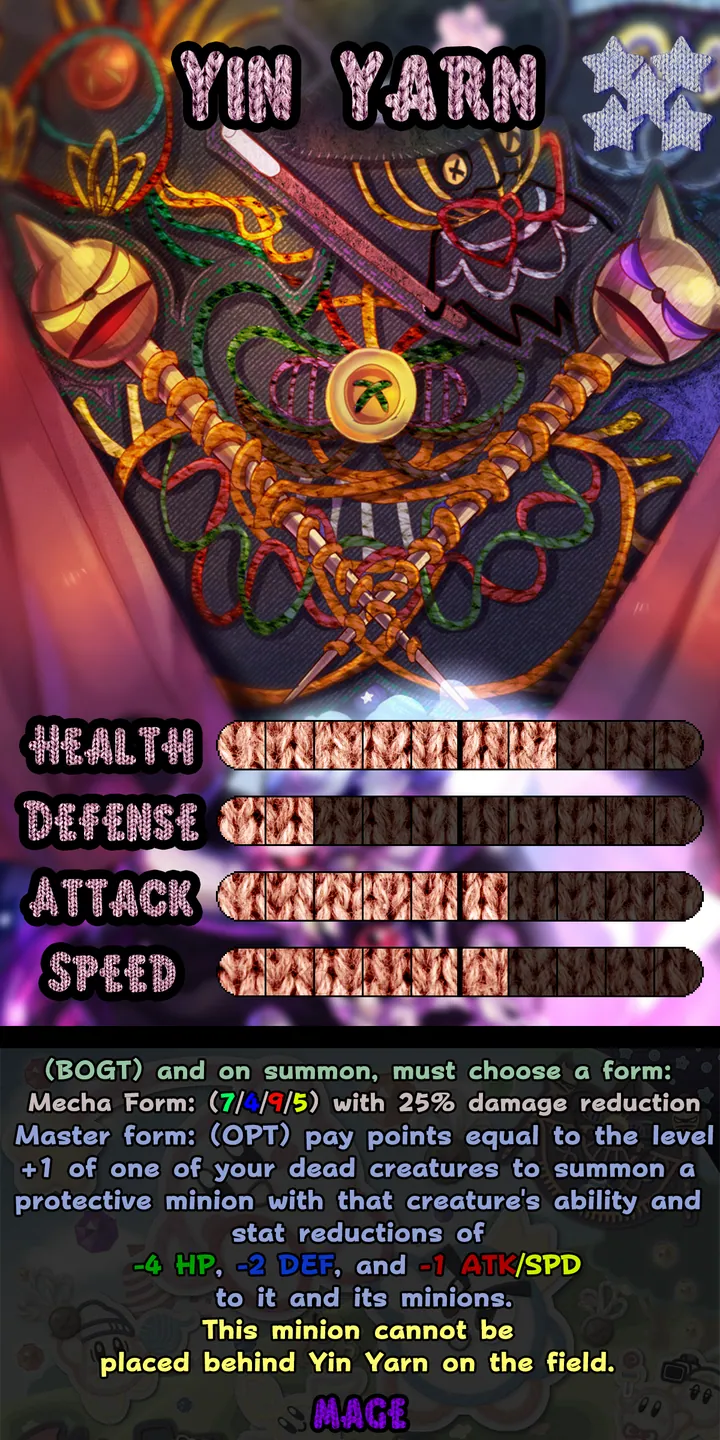 YIN YARN
HEALTH
DEFENSE
ATTACK
SPEED
(BOGT) and on summon, must choose a form:
Mecha Form: (7/4/9/5) with 25% damage reduction
Master form: (OPT) pay points equal to the level
+1 of one of your dead creatures to summon a
protective minion with that creature's ability and
stat reductions of
-4 HP, -2 DEF, and -1 ATK/SPD
to it and its minions.
This minion cannot be
placed behind Yin Yarn on the field.
MAGE